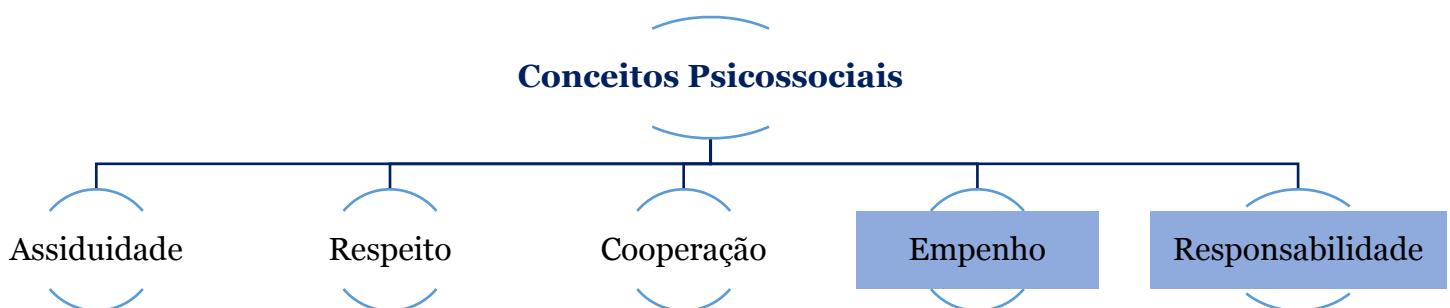 Conceitos Psicossociais
Assiduidade
Respeito
Cooperação
Empenho
Responsabilidade